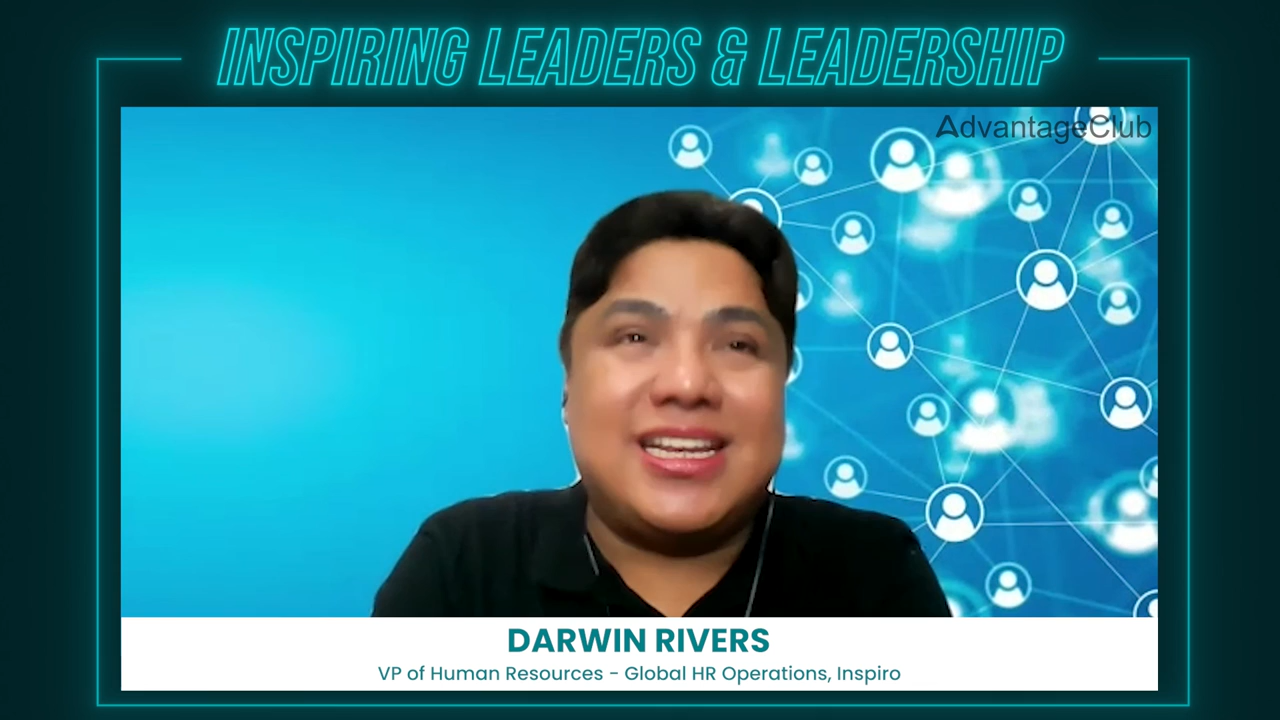 INSPIRING LEADERS & LEADERSHIP
AdvantageClub
DARWIN RIVERS
VP of Human Resources - Global HR Operations, Inspiro